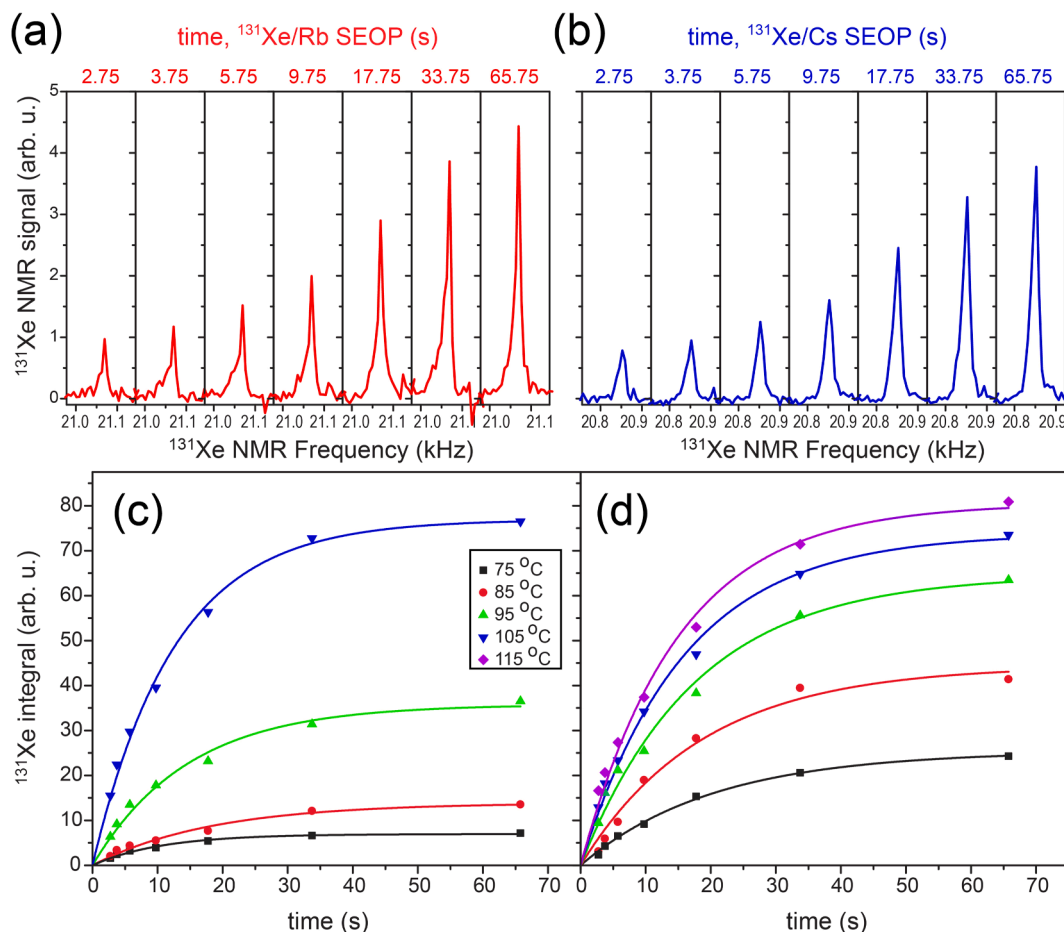 (a)
time, ¹³¹Xe/Rb SEOP (s)
2.75 3.75 5.75 9.75 17.75 33.75 65.75
5
4
3
2
1
0
¹³¹Xe NMR signal (arb. u.)
21.0 21.1 21.0 21.1 21.0 21.1 21.0 21.1 21.0 21.1 21.0 21.1 21.0 21.1
¹³¹Xe NMR Frequency (kHz)
(b)
time, ¹³¹Xe/Cs SEOP (s)
2.75 3.75 5.75 9.75 17.75 33.75 65.75
20.8 20.9 20.8 20.9 20.8 20.9 20.8 20.9 20.8 20.9 20.8 20.9 20.8 20.9
¹³¹Xe NMR Frequency (kHz)
(c)
80
70
60
50
40
30
20
10
0
¹³¹Xe integral (arb. u.)
75 °C
85 °C
95 °C
105 °C
115 °C
0 10 20 30 40 50 60 70
time (s)
(d)
0 10 20 30 40 50 60 70
time (s)